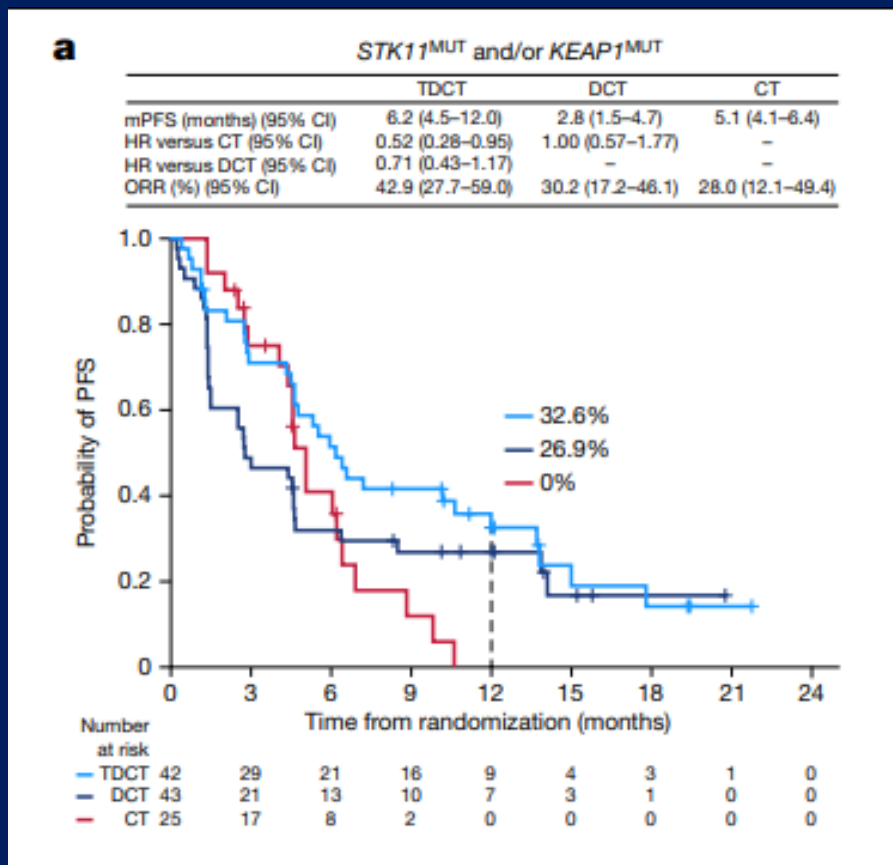 a
STK11MUT and/or KEAP1MUT
TDCT DCT CT
mPFS (months) (95% CI) 6.2 (4.5–12.0) 2.8 (1.5–4.7) 5.1 (4.1–6.4)
HR versus CT (95% CI) 0.52 (0.28–0.95) 1.00 (0.57–1.77) –
HR versus DCT (95% CI) 0.71 (0.43–1.17) – –
ORR (%) (95% CI) 42.9 (27.7–59.0) 30.2 (17.2–46.1) 28.0 (12.1–49.4)
1.0
0.8
0.6
0.4
0.2
0
Probability of PFS
32.6%
26.9%
0%
0 3 6 9 12 15 18 21 24
Time from randomization (months)
Number
at risk
TDCT 42 29 21 16 9 4 3 1 0
DCT 43 21 13 10 7 3 1 0 0
CT 25 17 8 2 0 0 0 0 0